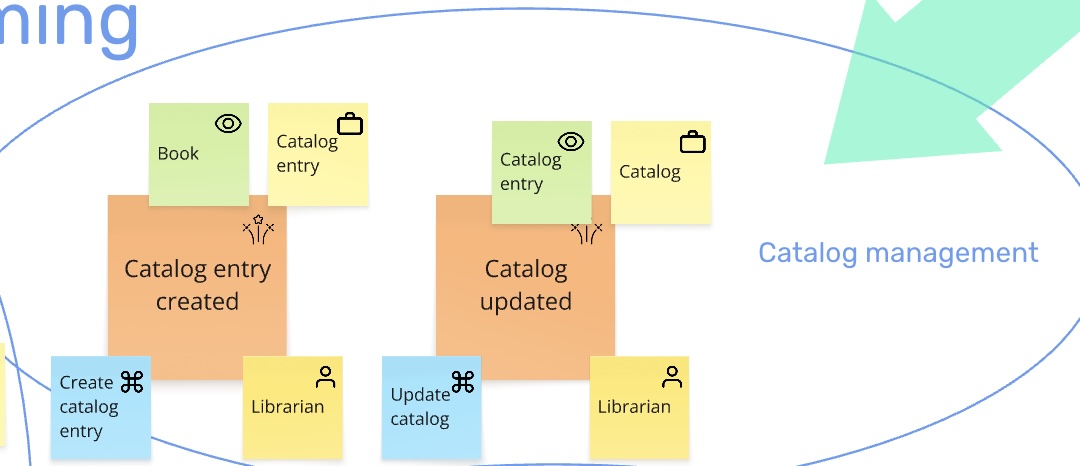 ming
Book
Catalog
entry
Catalog entry
created
Create
catalog
entry
Librarian
Catalog
entry
Catalog
Catalog
updated
Update
catalog
Librarian
Catalog management